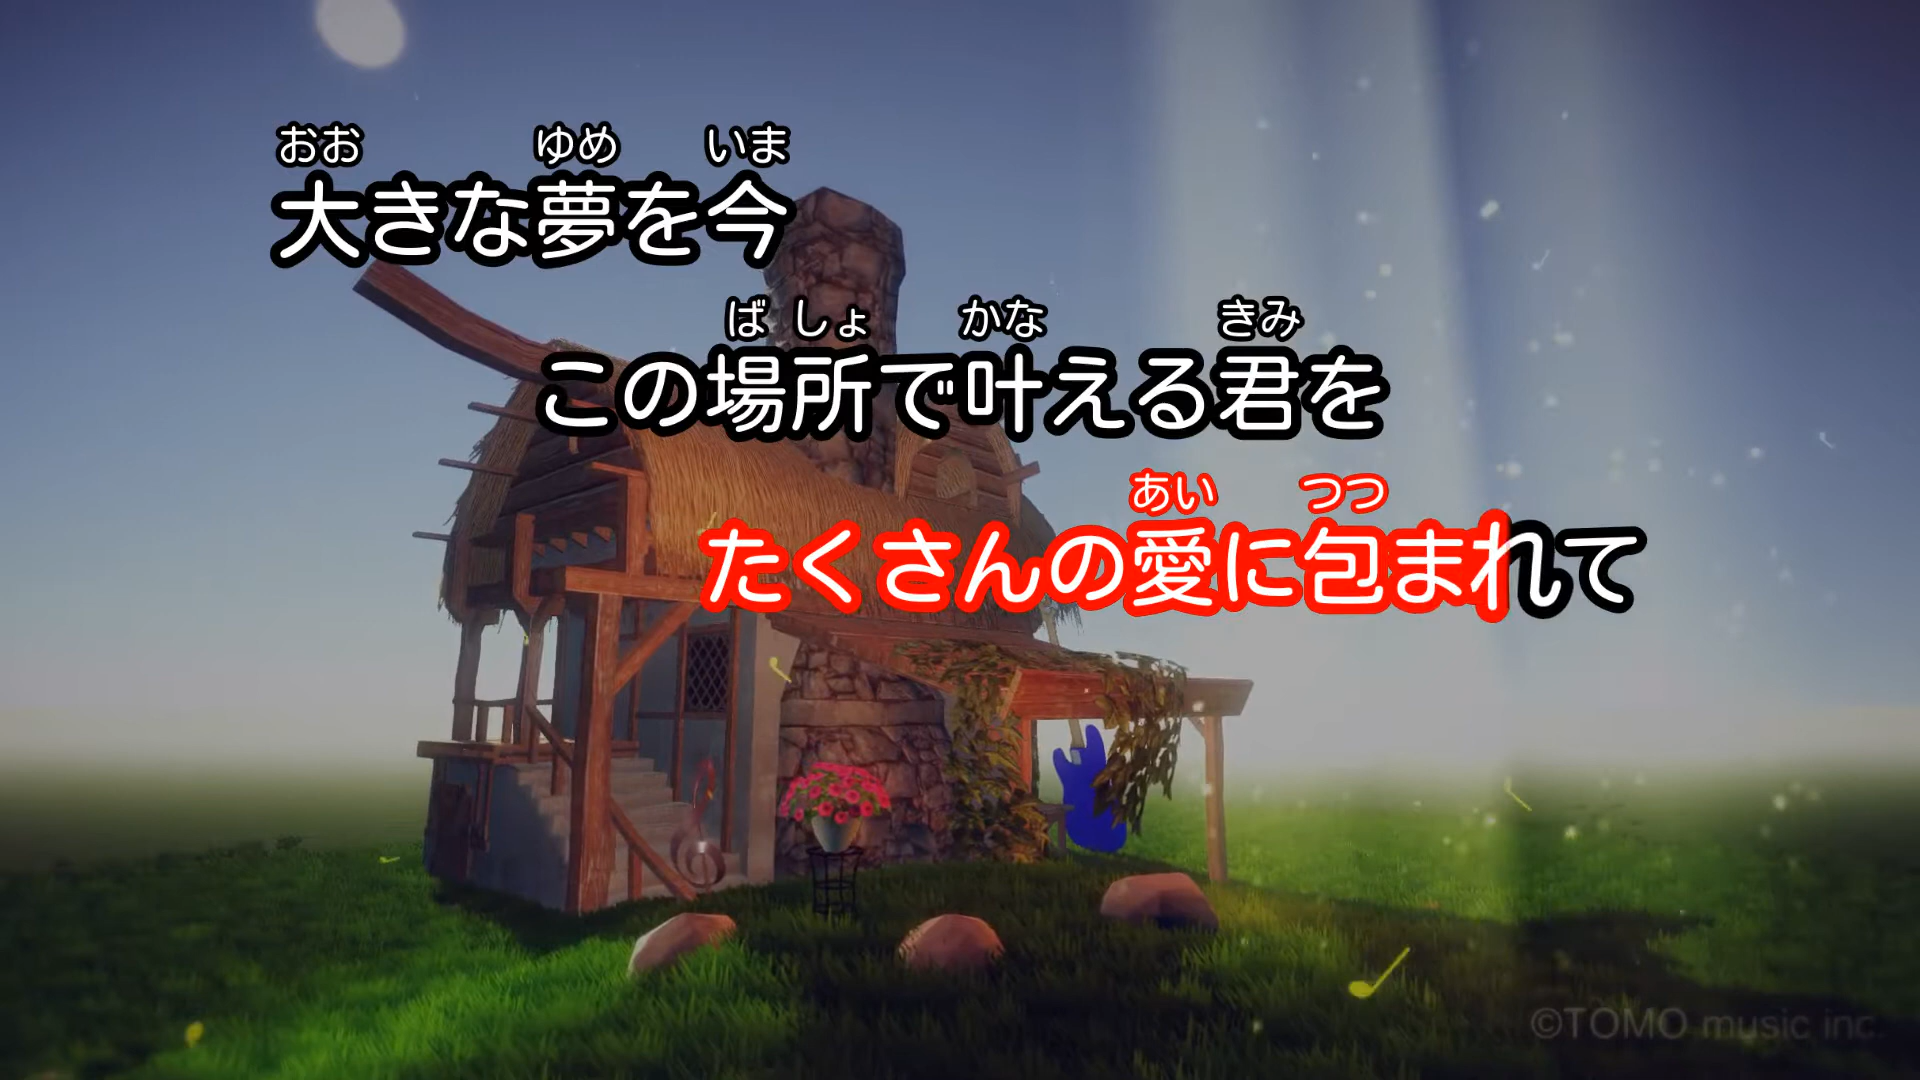 おお ゆめ いま
大きな夢を今
ば しょ かな きみ
この場所で叶える君を
あい つつ
たくさんの愛に包まれて
©TOMO music inc.